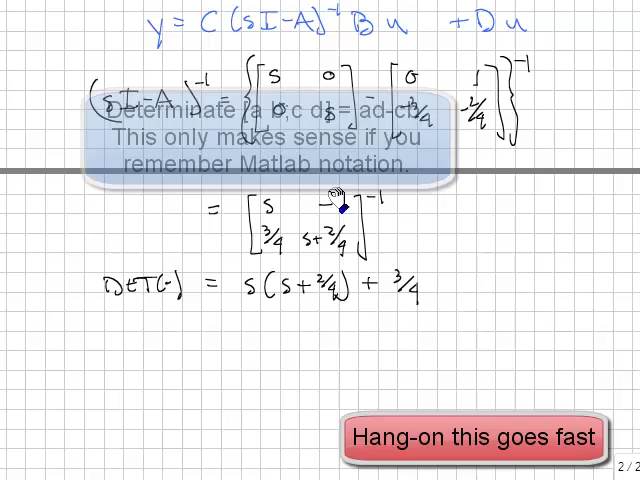 y = C (sI-A)⁻¹ B u + D u
(sI-A)⁻¹ = { [ s 0 ] - [ 0 1 ] }⁻¹
[ 0 s ] [ -3/4 -2/4 ]
Determinate [a b;c d] = ad-cb.
This only makes sense if you
remember Matlab notation.
= [ s -1 ]⁻¹
[ 3/4 s+2/4 ]
DET(-) = s(s+2/4) + 3/4
Hang-on this goes fast
2 / 2